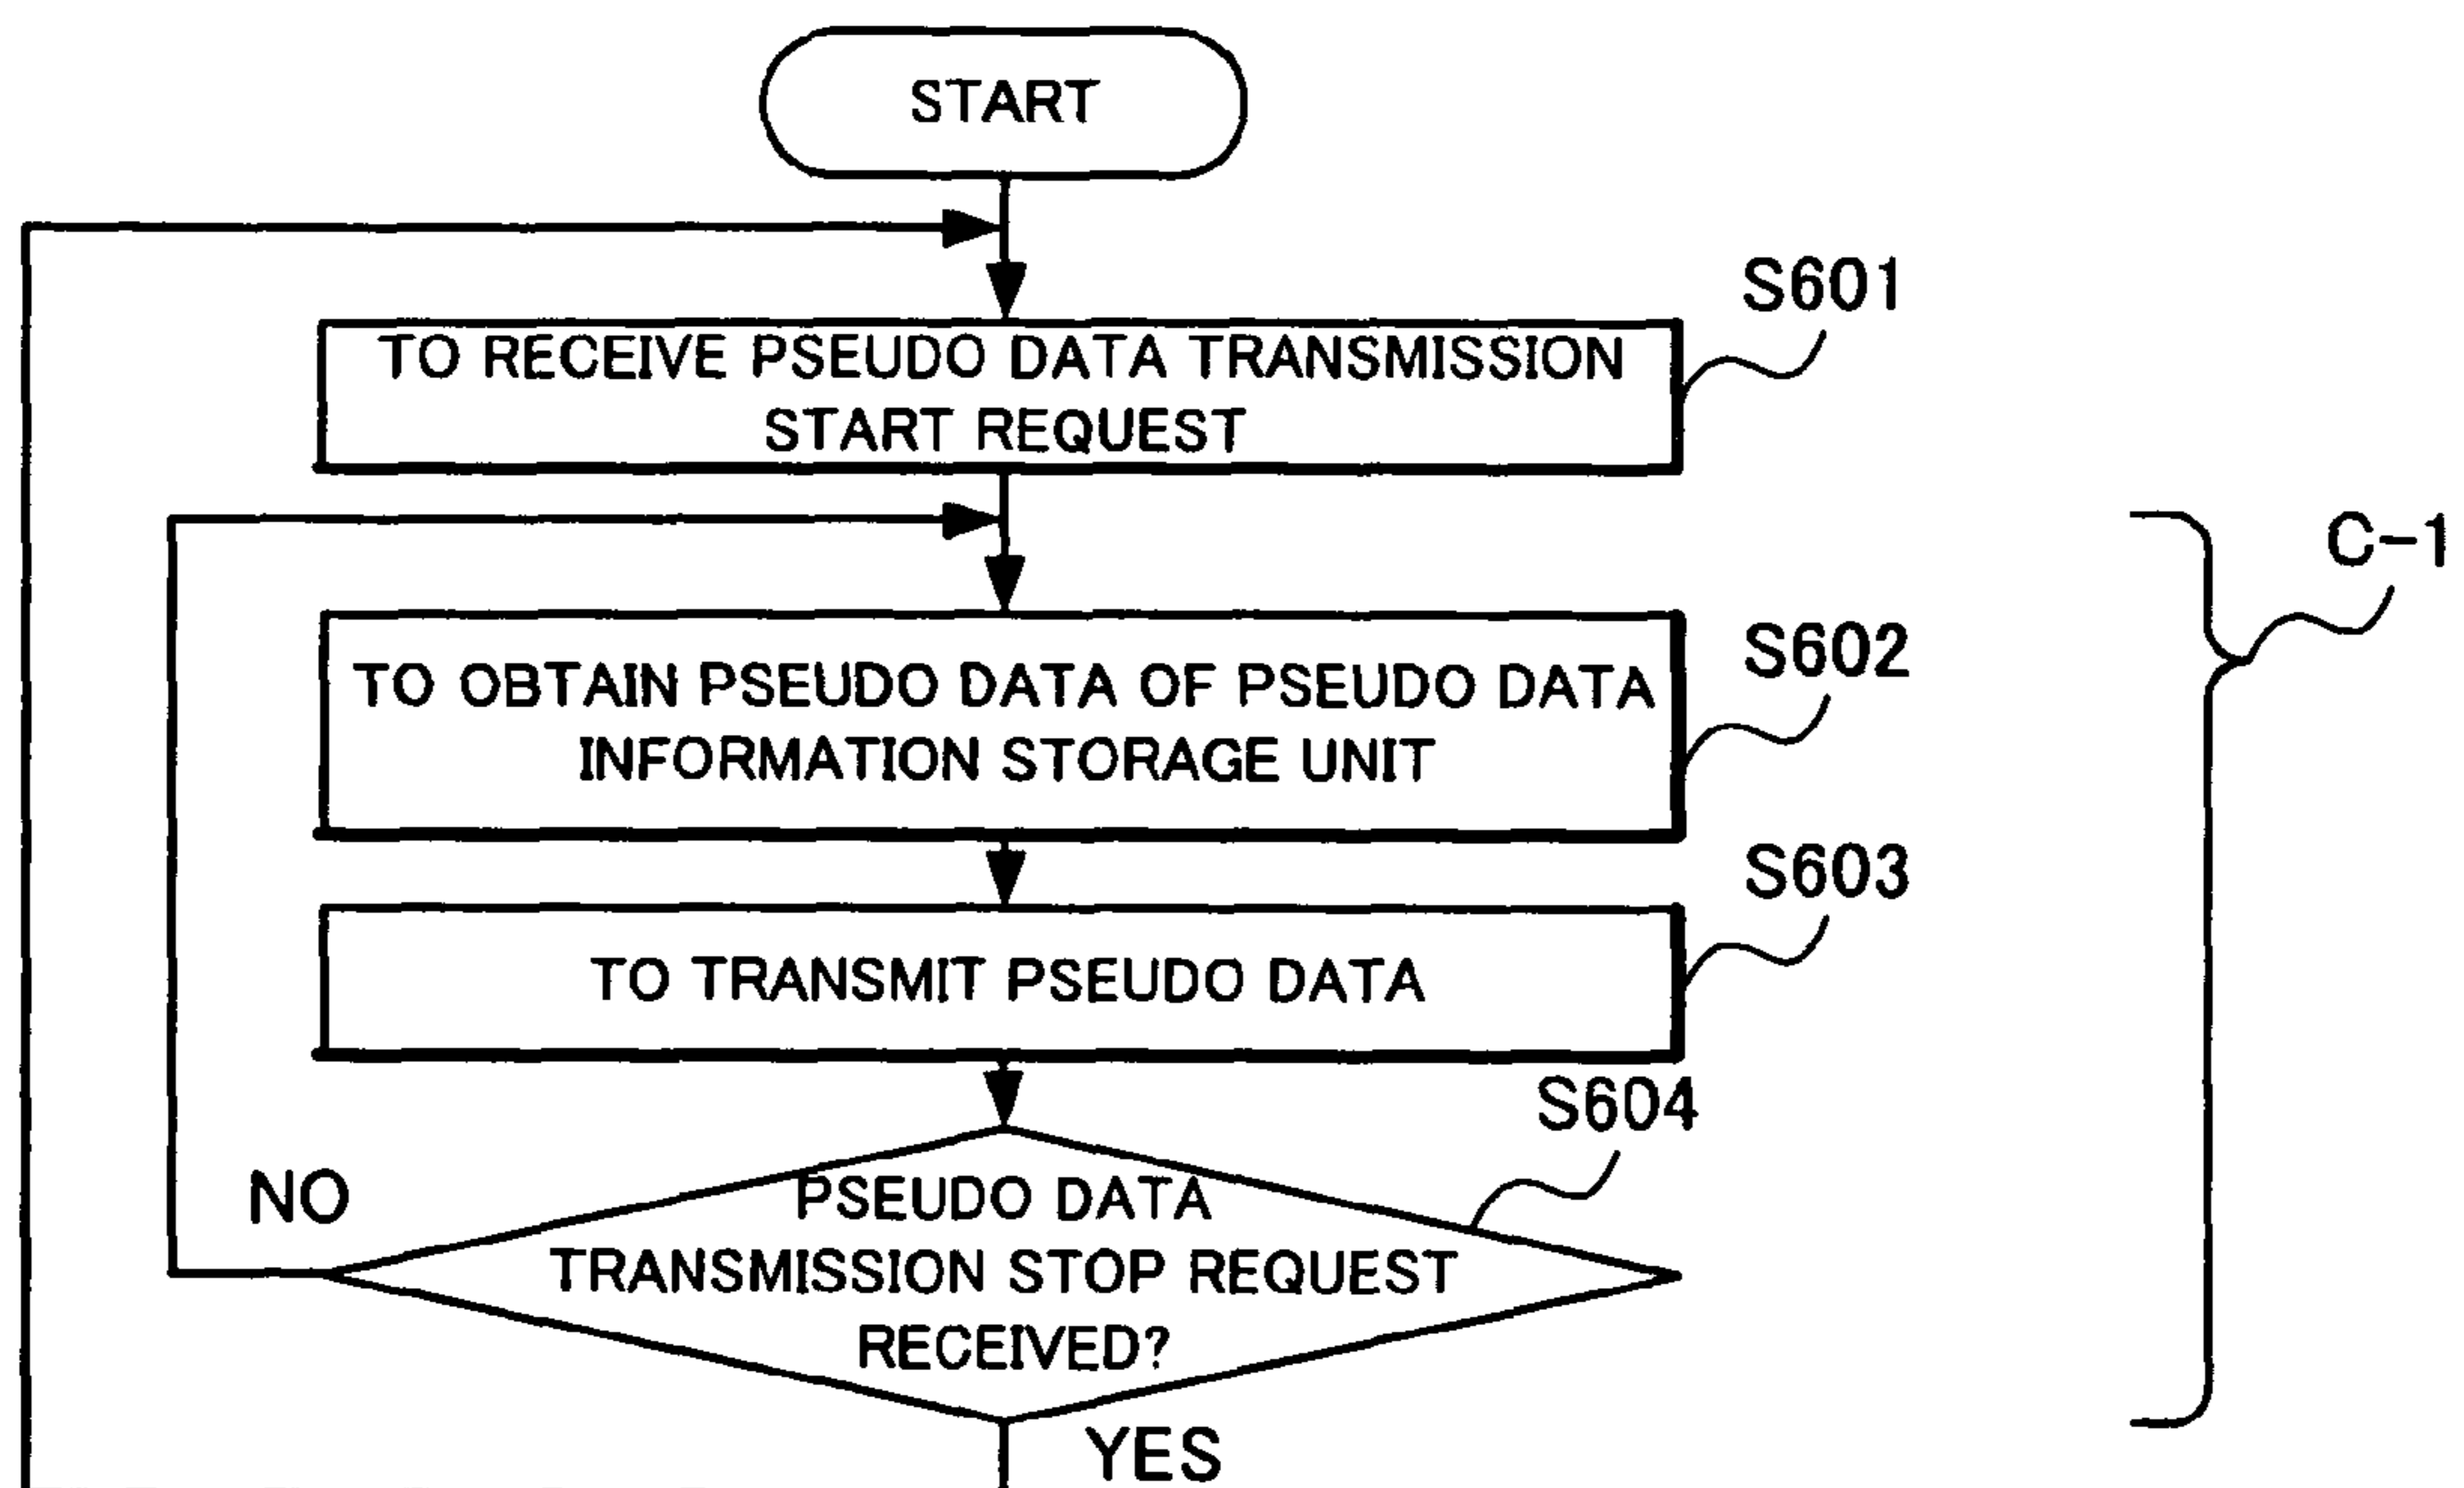 START
S601
TO RECEIVE PSEUDO DATA TRANSMISSION
START REQUEST
C-1
S602
TO OBTAIN PSEUDO DATA OF PSEUDO DATA
INFORMATION STORAGE UNIT
S603
TO TRANSMIT PSEUDO DATA
S604
NO
PSEUDO DATA
TRANSMISSION STOP REQUEST
RECEIVED?
YES